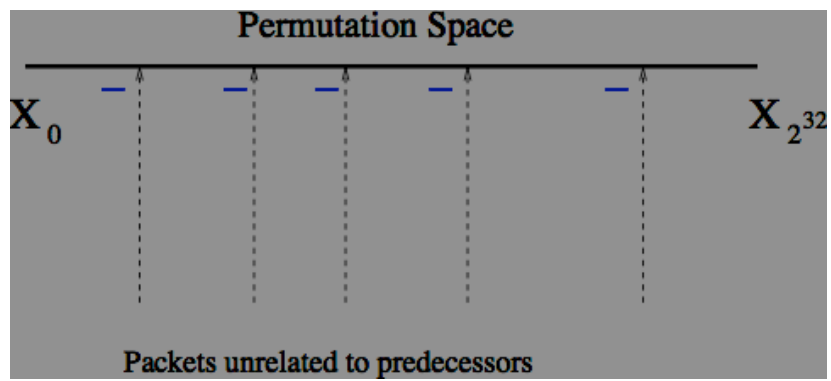 Permutation Space
X0 X2^32
Packets unrelated to predecessors